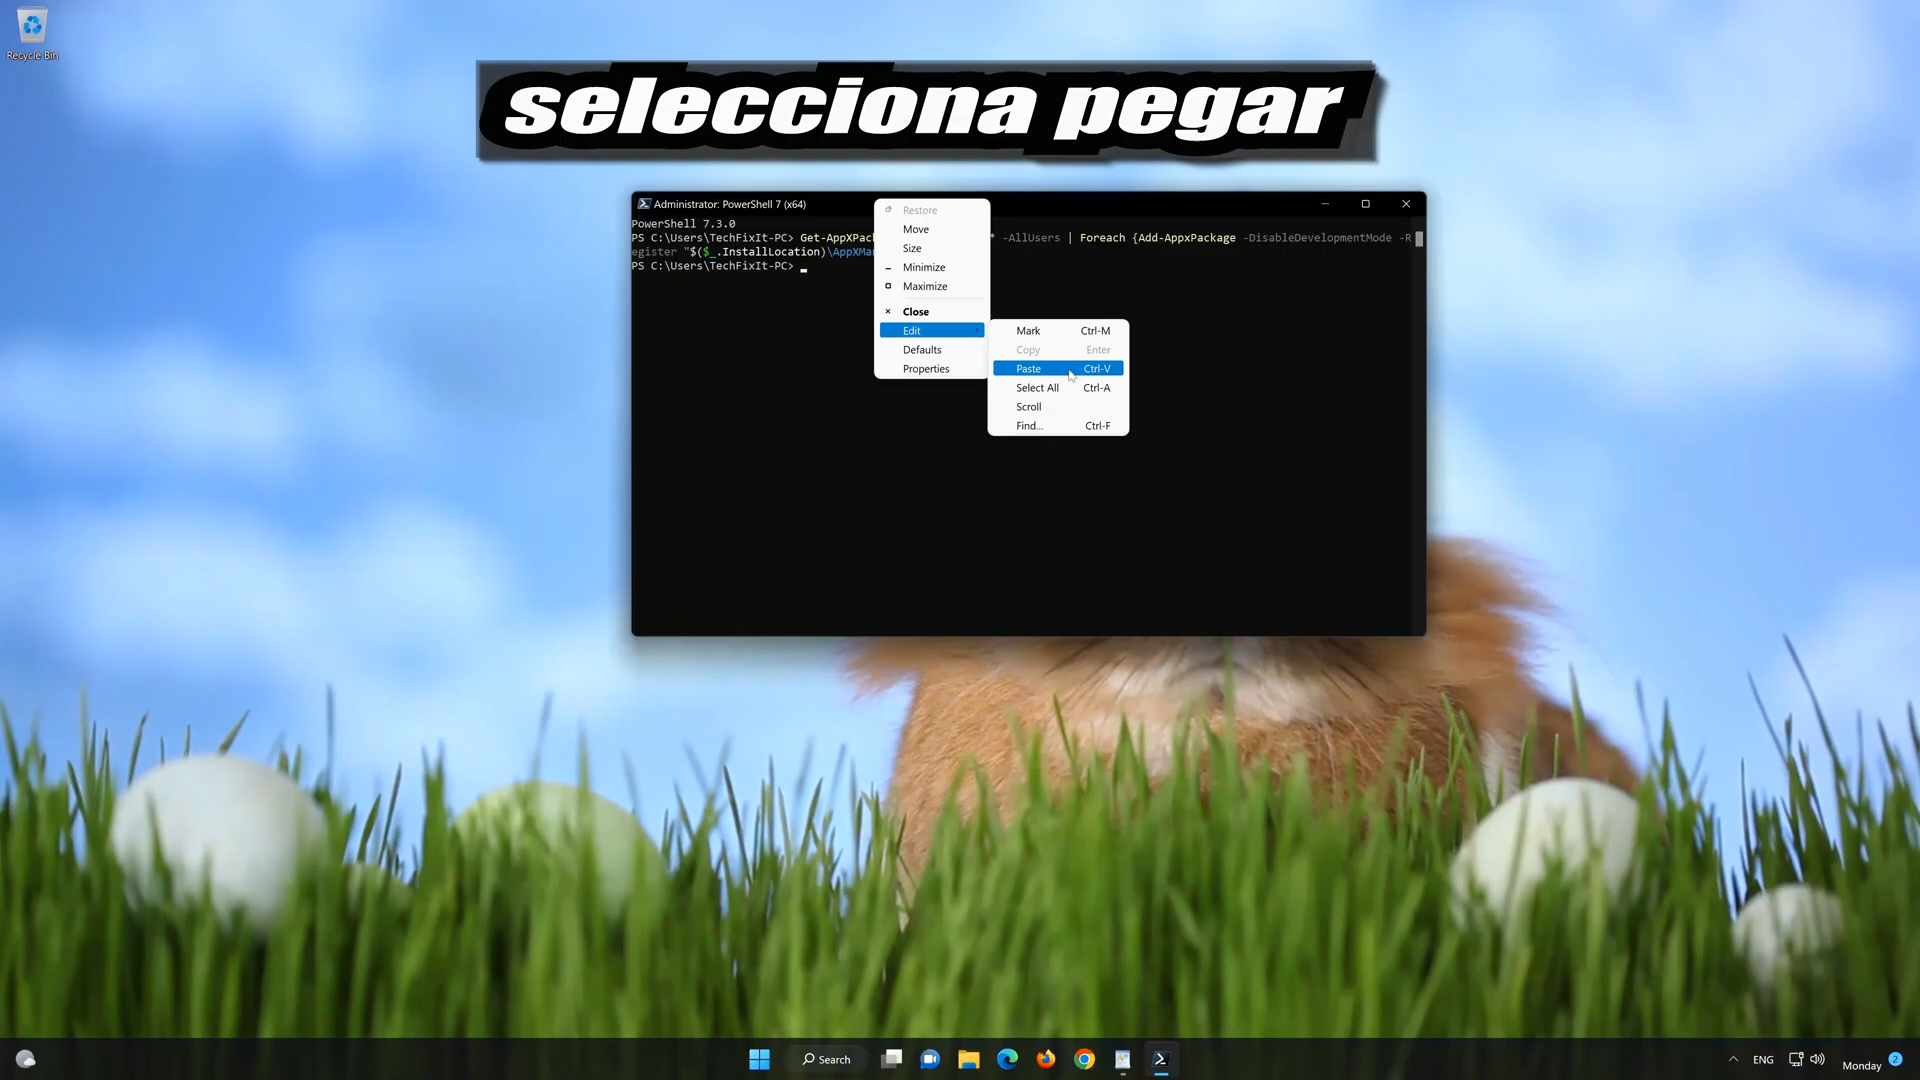 Recycle Bin
selecciona pegar
Administrator: PowerShell 7 (x64)
PowerShell 7.3.0
PS C:\Users\TechFixIt-PC> Get-AppXPack * -AllUsers | Foreach {Add-AppxPackage -DisableDevelopmentMode -R
egister "$($_.InstallLocation)\AppXMan
PS C:\Users\TechFixIt-PC>
Restore
Move
Size
Minimize
Maximize
Close
Edit
Defaults
Properties
Mark Ctrl-M
Copy Enter
Paste Ctrl-V
Select All Ctrl-A
Scroll
Find... Ctrl-F
Search
ENG
Monday
2